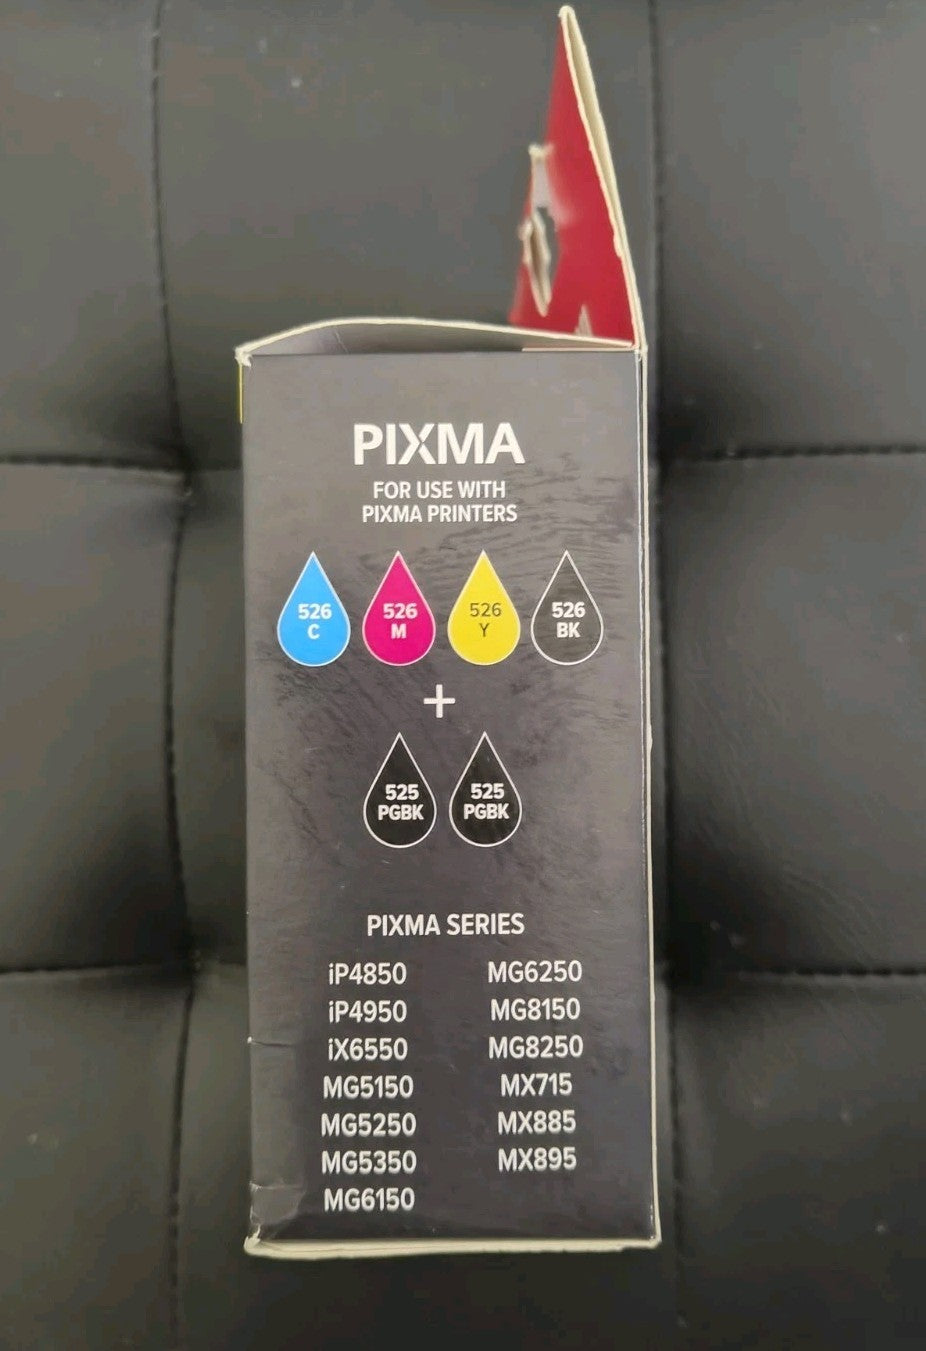 PIXMA
FOR USE WITH
PIXMA PRINTERS
526 526 526 526
C M Y BK
+
525 525
PGBK PGBK
PIXMA SERIES
iP4850 MG6250
iP4950 MG8150
iX6550 MG8250
MG5150 MX715
MG5250 MX885
MG5350 MX895
MG6150